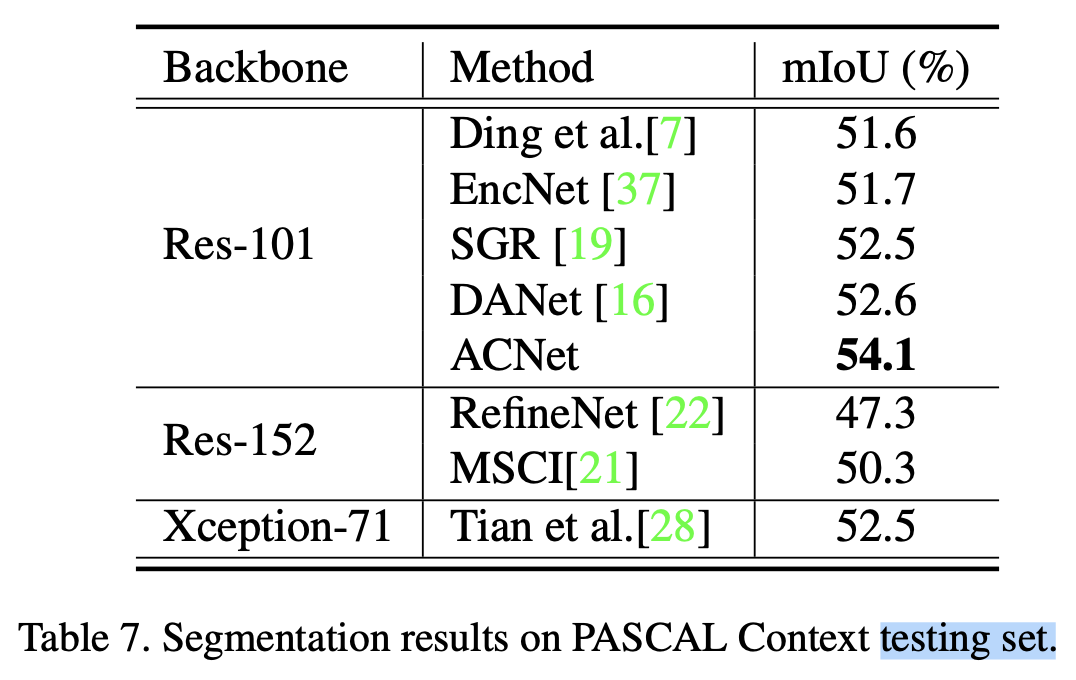 Backbone Method mIoU (%)
Ding et al.[7] 51.6
EncNet [37] 51.7
Res-101 SGR [19] 52.5
DANet [16] 52.6
ACNet 54.1
RefineNet [22] 47.3
Res-152
MSCI[21] 50.3
Xception-71 Tian et al.[28] 52.5
Table 7. Segmentation results on PASCAL Context testing set.